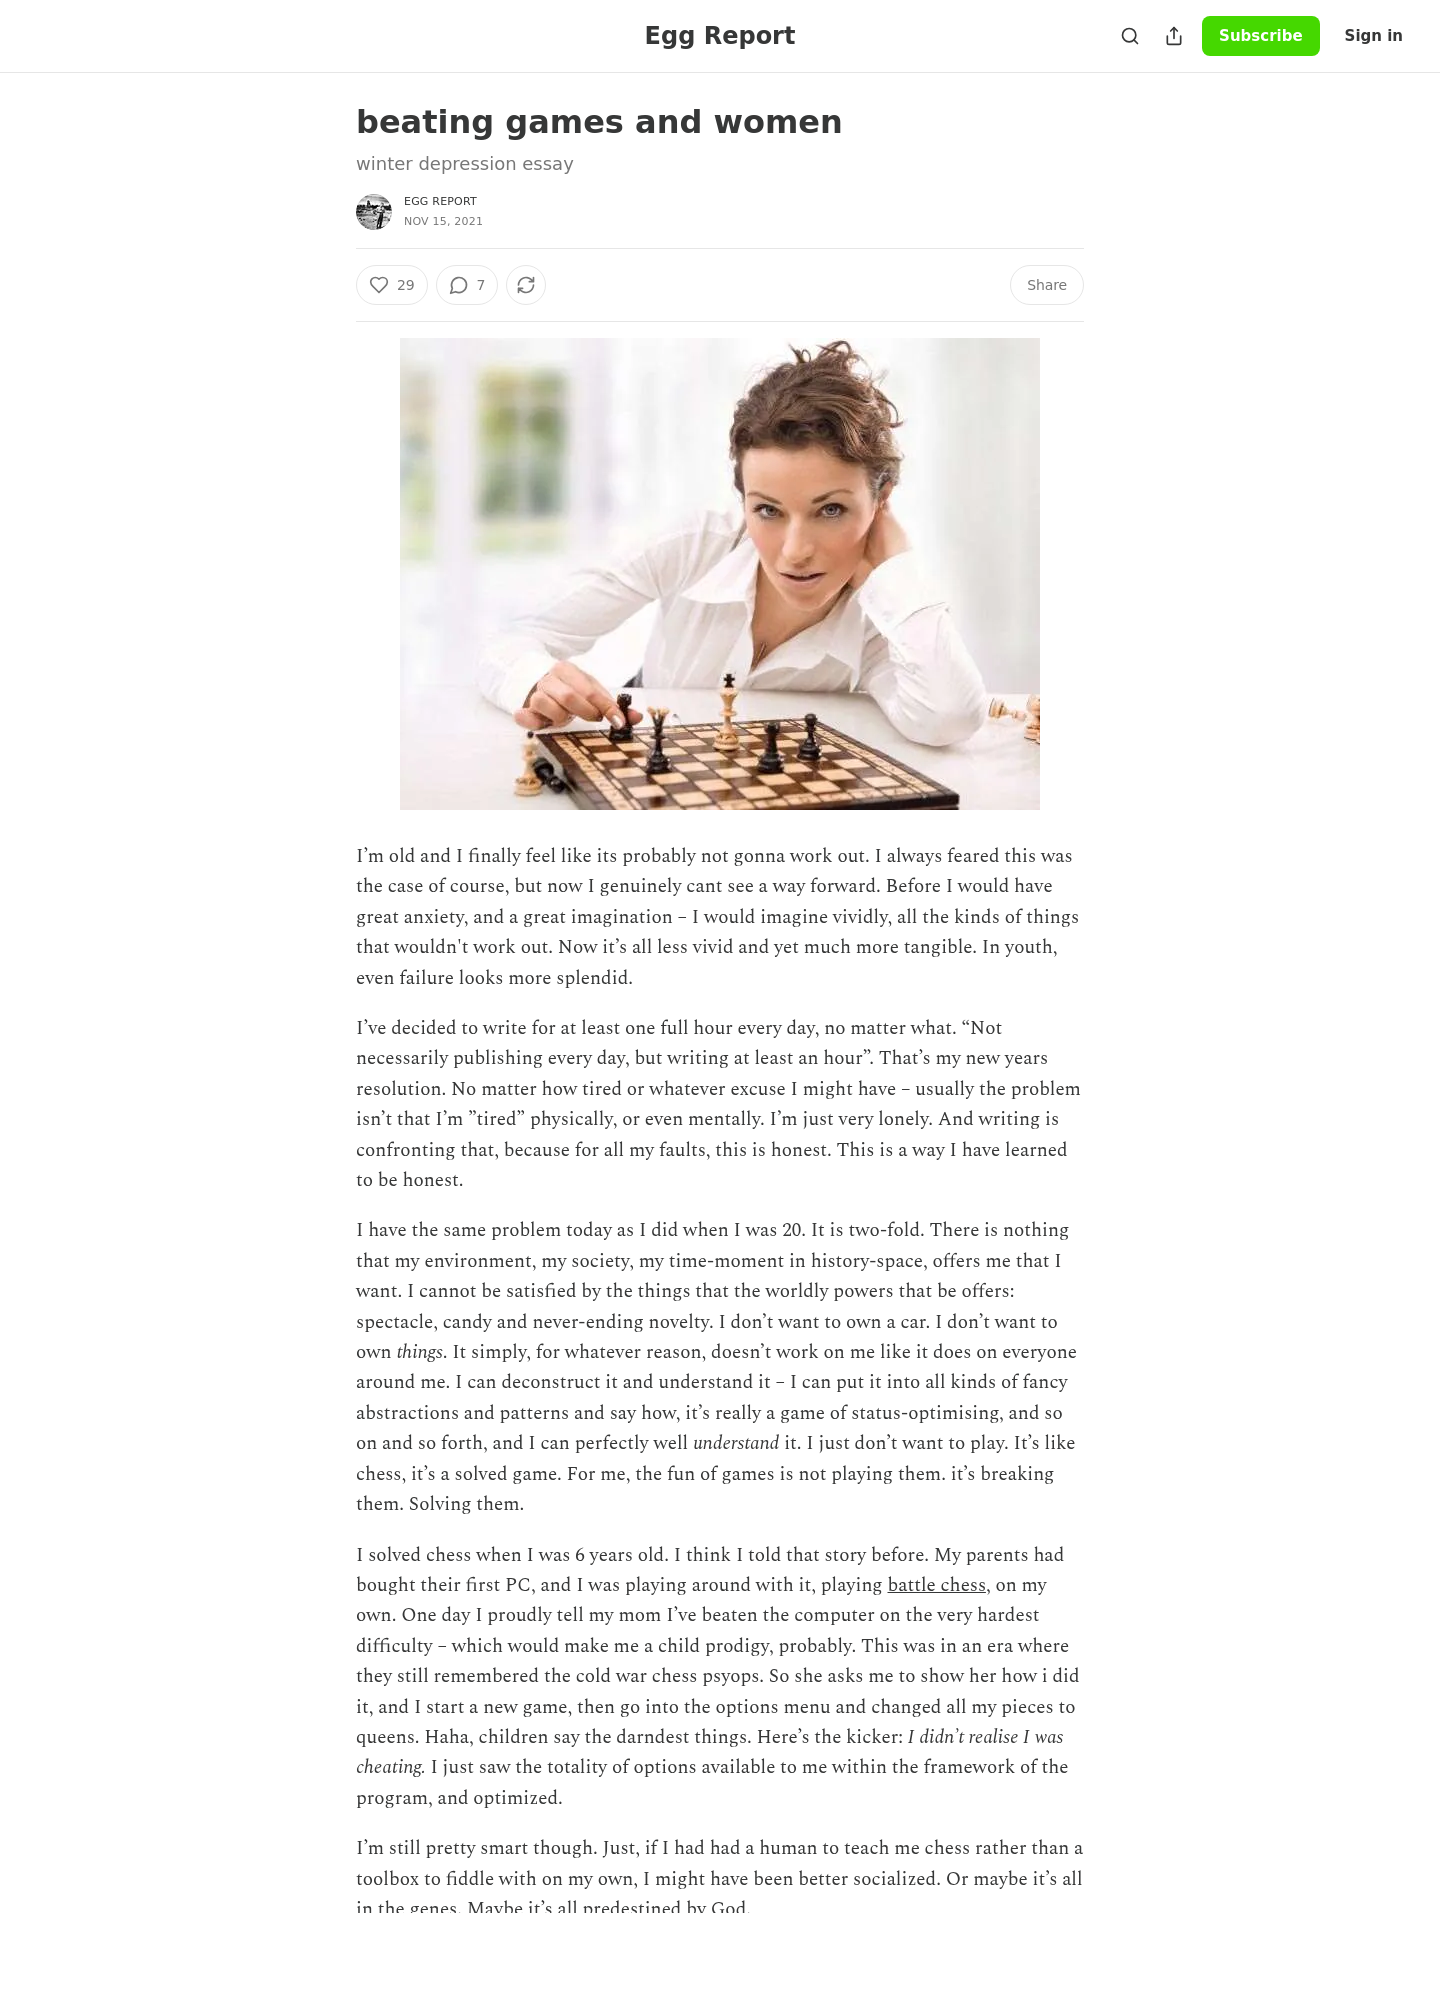 Egg Report
Subscribe
Sign in
beating games and women
winter depression essay
EGG REPORT
NOV 15, 2021
29
7
Share
I’m old and I finally feel like its probably not gonna work out. I always feared this was
the case of course, but now I genuinely cant see a way forward. Before I would have
great anxiety, and a great imagination – I would imagine vividly, all the kinds of things
that wouldn't work out. Now it’s all less vivid and yet much more tangible. In youth,
even failure looks more splendid.
I’ve decided to write for at least one full hour every day, no matter what. “Not
necessarily publishing every day, but writing at least an hour”. That’s my new years
resolution. No matter how tired or whatever excuse I might have – usually the problem
isn’t that I’m ”tired” physically, or even mentally. I’m just very lonely. And writing is
confronting that, because for all my faults, this is honest. This is a way I have learned
to be honest.
I have the same problem today as I did when I was 20. It is two-fold. There is nothing
that my environment, my society, my time-moment in history-space, offers me that I
want. I cannot be satisfied by the things that the worldly powers that be offers:
spectacle, candy and never-ending novelty. I don’t want to own a car. I don’t want to
own things. It simply, for whatever reason, doesn’t work on me like it does on everyone
around me. I can deconstruct it and understand it – I can put it into all kinds of fancy
abstractions and patterns and say how, it’s really a game of status-optimising, and so
on and so forth, and I can perfectly well understand it. I just don’t want to play. It’s like
chess, it’s a solved game. For me, the fun of games is not playing them. it’s breaking
them. Solving them.
I solved chess when I was 6 years old. I think I told that story before. My parents had
bought their first PC, and I was playing around with it, playing battle chess, on my
own. One day I proudly tell my mom I’ve beaten the computer on the very hardest
difficulty – which would make me a child prodigy, probably. This was in an era where
they still remembered the cold war chess psyops. So she asks me to show her how i did
it, and I start a new game, then go into the options menu and changed all my pieces to
queens. Haha, children say the darndest things. Here’s the kicker: I didn’t realise I was
cheating. I just saw the totality of options available to me within the framework of the
program, and optimized.
I’m still pretty smart though. Just, if I had had a human to teach me chess rather than a
toolbox to fiddle with on my own, I might have been better socialized. Or maybe it’s all
in the genes. Maybe it’s all predestined by God.